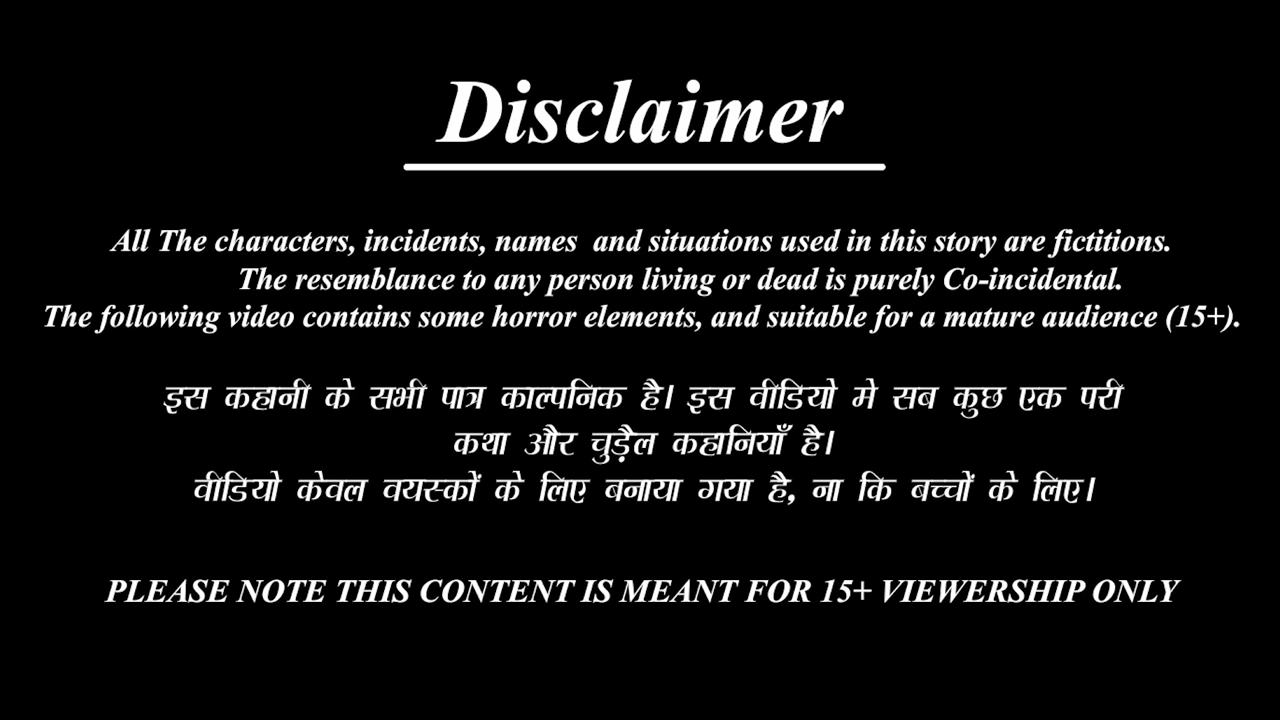 Disclaimer
All The characters, incidents, names and situations used in this story are fictitions.
The resemblance to any person living or dead is purely Co-incidental.
The following video contains some horror elements, and suitable for a mature audience (15+).
इस कहानी के सभी पात्र काल्पनिक है। इस वीडियो मे सब कुछ एक परी
कथा और चुड़ैल कहानियाँ है।
वीडियो केवल वयस्कों के लिए बनाया गया है, ना कि बच्चों के लिए।
PLEASE NOTE THIS CONTENT IS MEANT FOR 15+ VIEWERSHIP ONLY